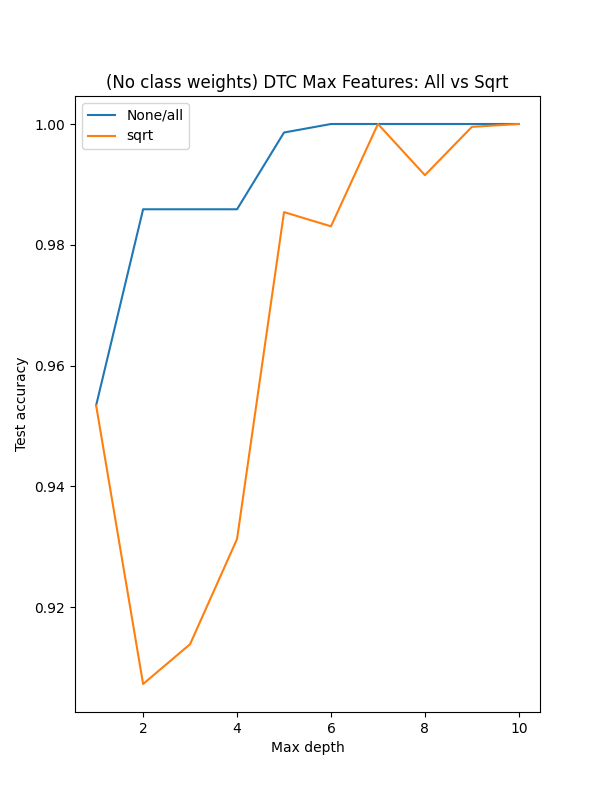 (No class weights) DTC Max Features: All vs Sqrt
None/all
sqrt
1.00
0.98
0.96
0.94
0.92
Test accuracy
2 4 6 8 10
Max depth